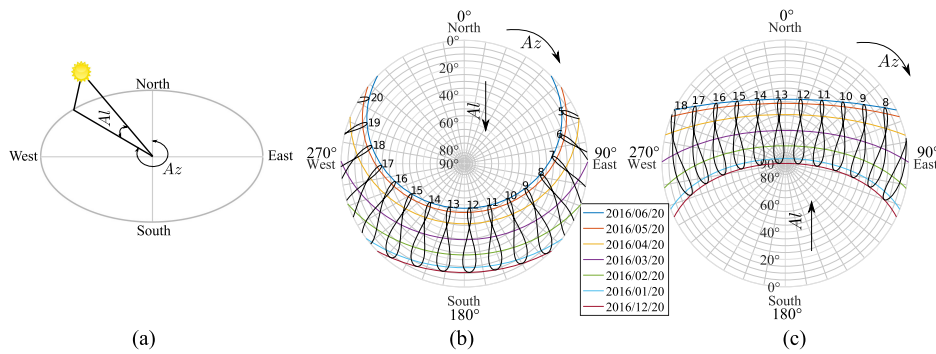 North
West
East
South
Al
Az
(a)
0°
North
0°
20°
40°
60°
80°
90°
Al
Az
270°
West
90°
East
20
19
18
17
16
15
14
13
12
11
10
9
8
7
6
5
South
180°
(b)
2016/06/20
2016/05/20
2016/04/20
2016/03/20
2016/02/20
2016/01/20
2016/12/20
0°
North
Az
18
17
16
15
14
13
12
11
10
9
8
270°
West
90°
East
90°
80°
60°
40°
20°
0°
Al
South
180°
(c)